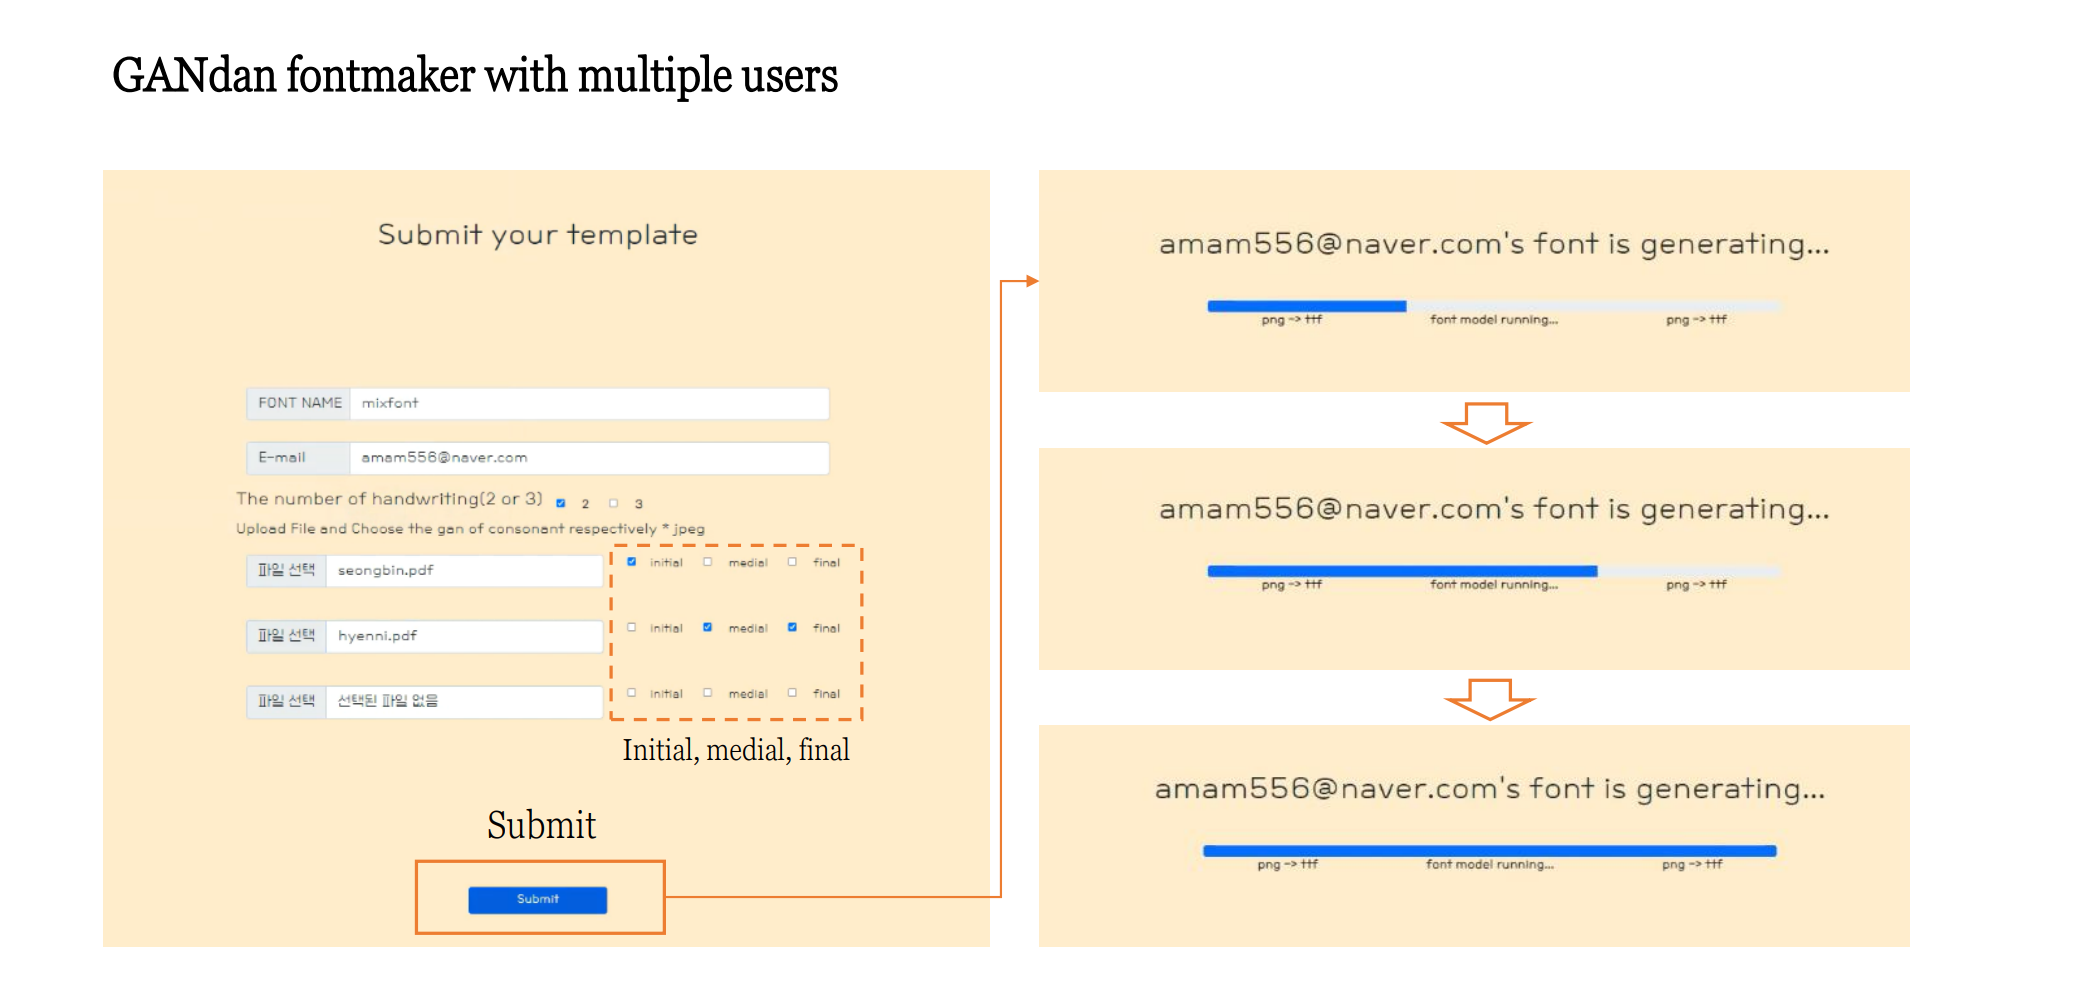 GANdan fontmaker with multiple users
Submit your template
FONT NAME mixfont
E-mail amam556@naver.com
The number of handwriting(2 or 3) 2 3
Upload File and Choose the gan of consonant respectively * jpeg
파일 선택 seongbin.pdf initial medial final
파일 선택 hyenni.pdf initial medial final
파일 선택 선택된 파일 없음 initial medial final
Initial, medial, final
Submit
Submit
amam556@naver.com's font is generating...
png -> ttf font model running... png -> ttf
amam556@naver.com's font is generating...
png -> ttf font model running... png -> ttf
amam556@naver.com's font is generating...
png -> ttf font model running... png -> ttf